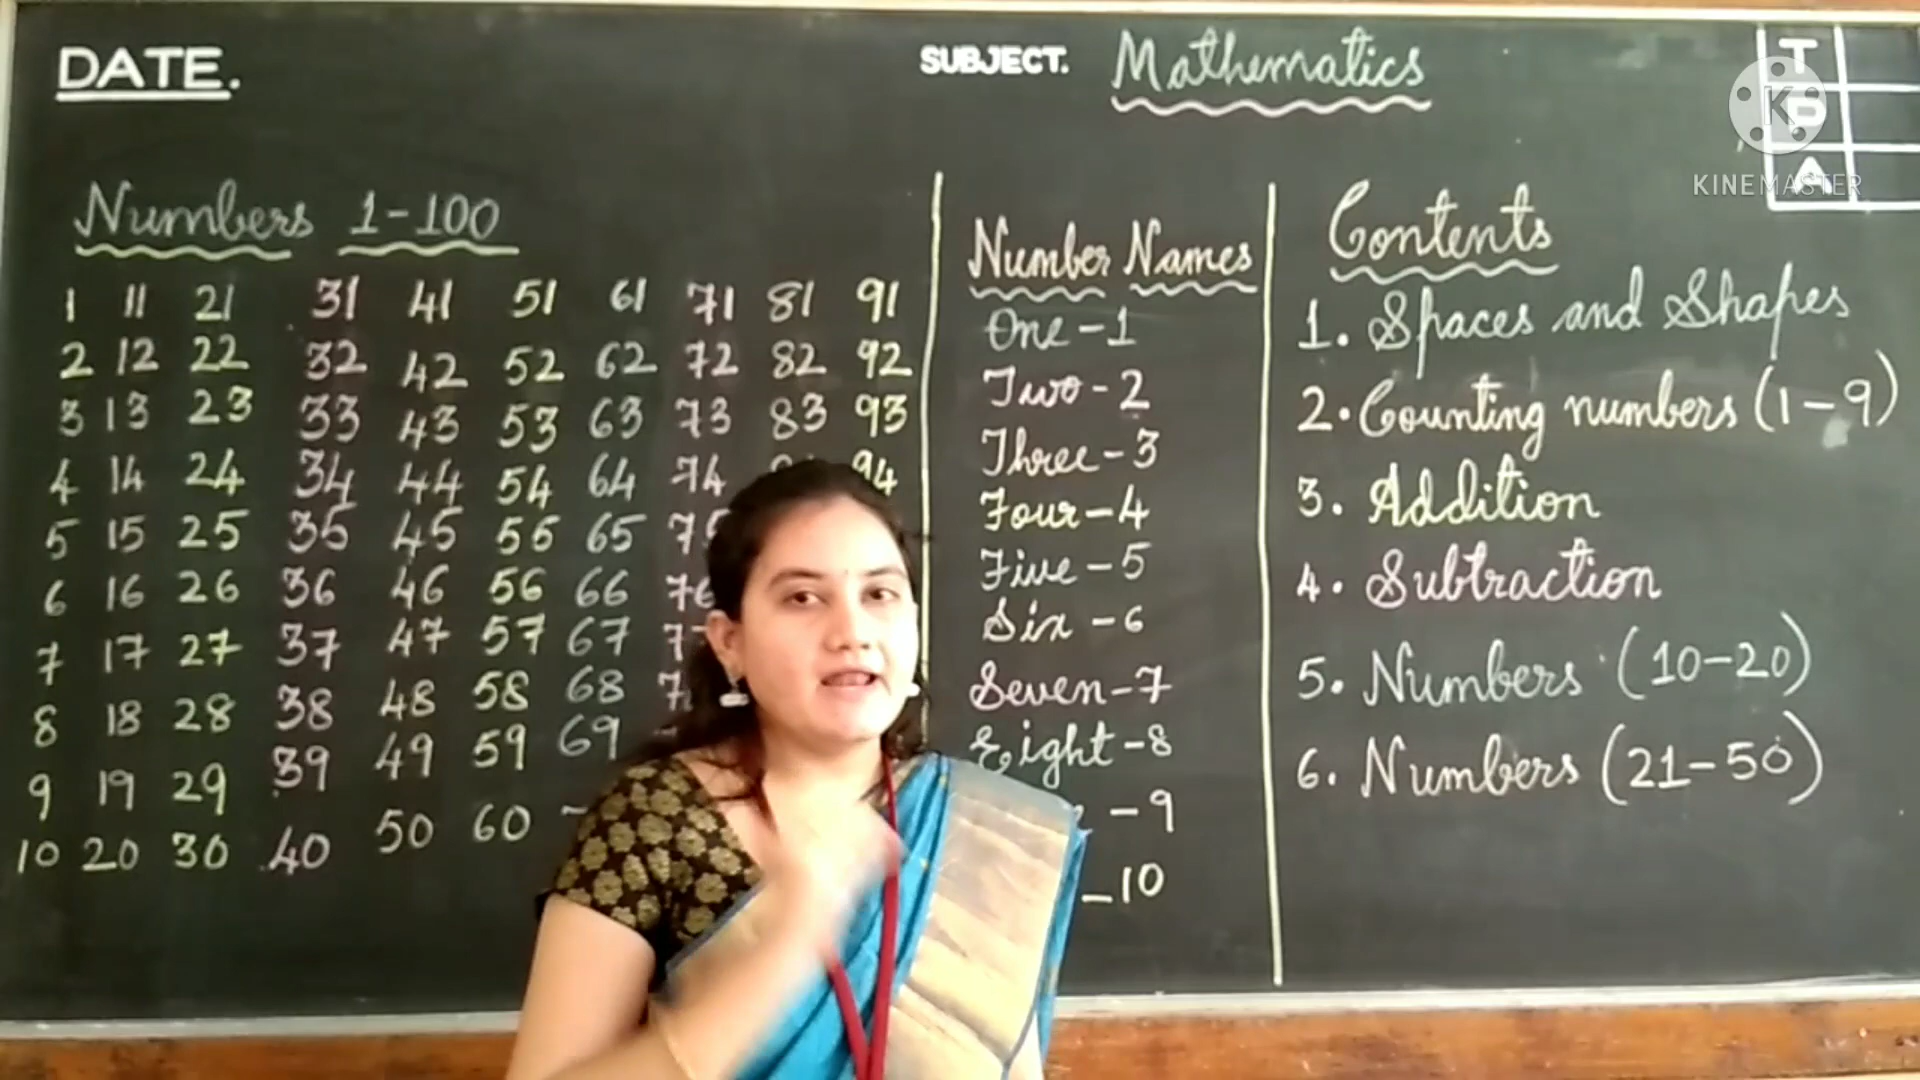 DATE.
SUBJECT. Mathematics
T
P
A
KINEMASTER
Numbers 1-100
1 11 21 31 41 51 61 71 81 91
2 12 22 32 42 52 62 72 82 92
3 13 23 33 43 53 63 73 83 93
4 14 24 34 44 54 64 74 94
5 15 25 35 45 55 65
6 16 26 36 46 56 66 76
7 17 27 37 47 57 67
8 18 28 38 48 58 68
9 19 29 39 49 59 69
10 20 30 40 50 60
Number Names
One - 1
Two - 2
Three - 3
Four - 4
Five - 5
Six - 6
Seven - 7
Eight - 8
- 9
- 10
Contents
1. Spaces and Shapes
2. Counting numbers (1-9)
3. Addition
4. Subtraction
5. Numbers (10-20)
6. Numbers (21-50)